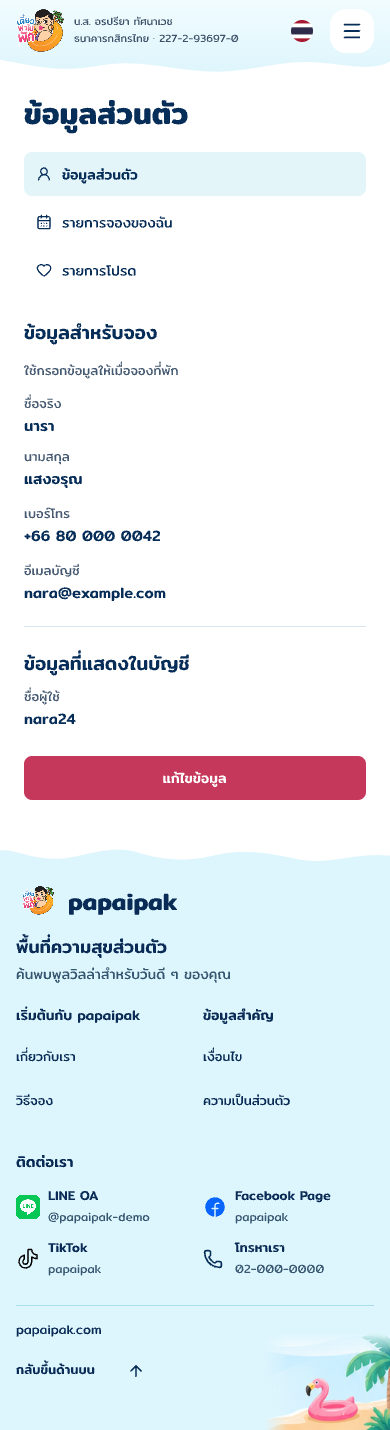 น.ส. อรปรียา ทัศนาเวช
ธนาคารกสิกรไทย · 227-2-93697-0
ข้อมูลส่วนตัว
ข้อมูลส่วนตัว
รายการจองของฉัน
รายการโปรด
ข้อมูลสำหรับจอง
ใช้กรอกข้อมูลให้เมื่อจองที่พัก
ชื่อจริง
นารา
นามสกุล
แสงอรุณ
เบอร์โทร
+66 80 000 0042
อีเมลบัญชี
nara@example.com
ข้อมูลที่แสดงในบัญชี
ชื่อผู้ใช้
nara24
แก้ไขข้อมูล
papaipak
พื้นที่ความสุขส่วนตัว
ค้นพบพูลวิลล่าสำหรับวันดี ๆ ของคุณ
เริ่มต้นกับ papaipak
ข้อมูลสำคัญ
เกี่ยวกับเรา
เงื่อนไข
วิธีจอง
ความเป็นส่วนตัว
ติดต่อเรา
LINE OA
@papaipak-demo
Facebook Page
papaipak
TikTok
papaipak
โทรหาเรา
02-000-0000
papaipak.com
กลับขึ้นด้านบน